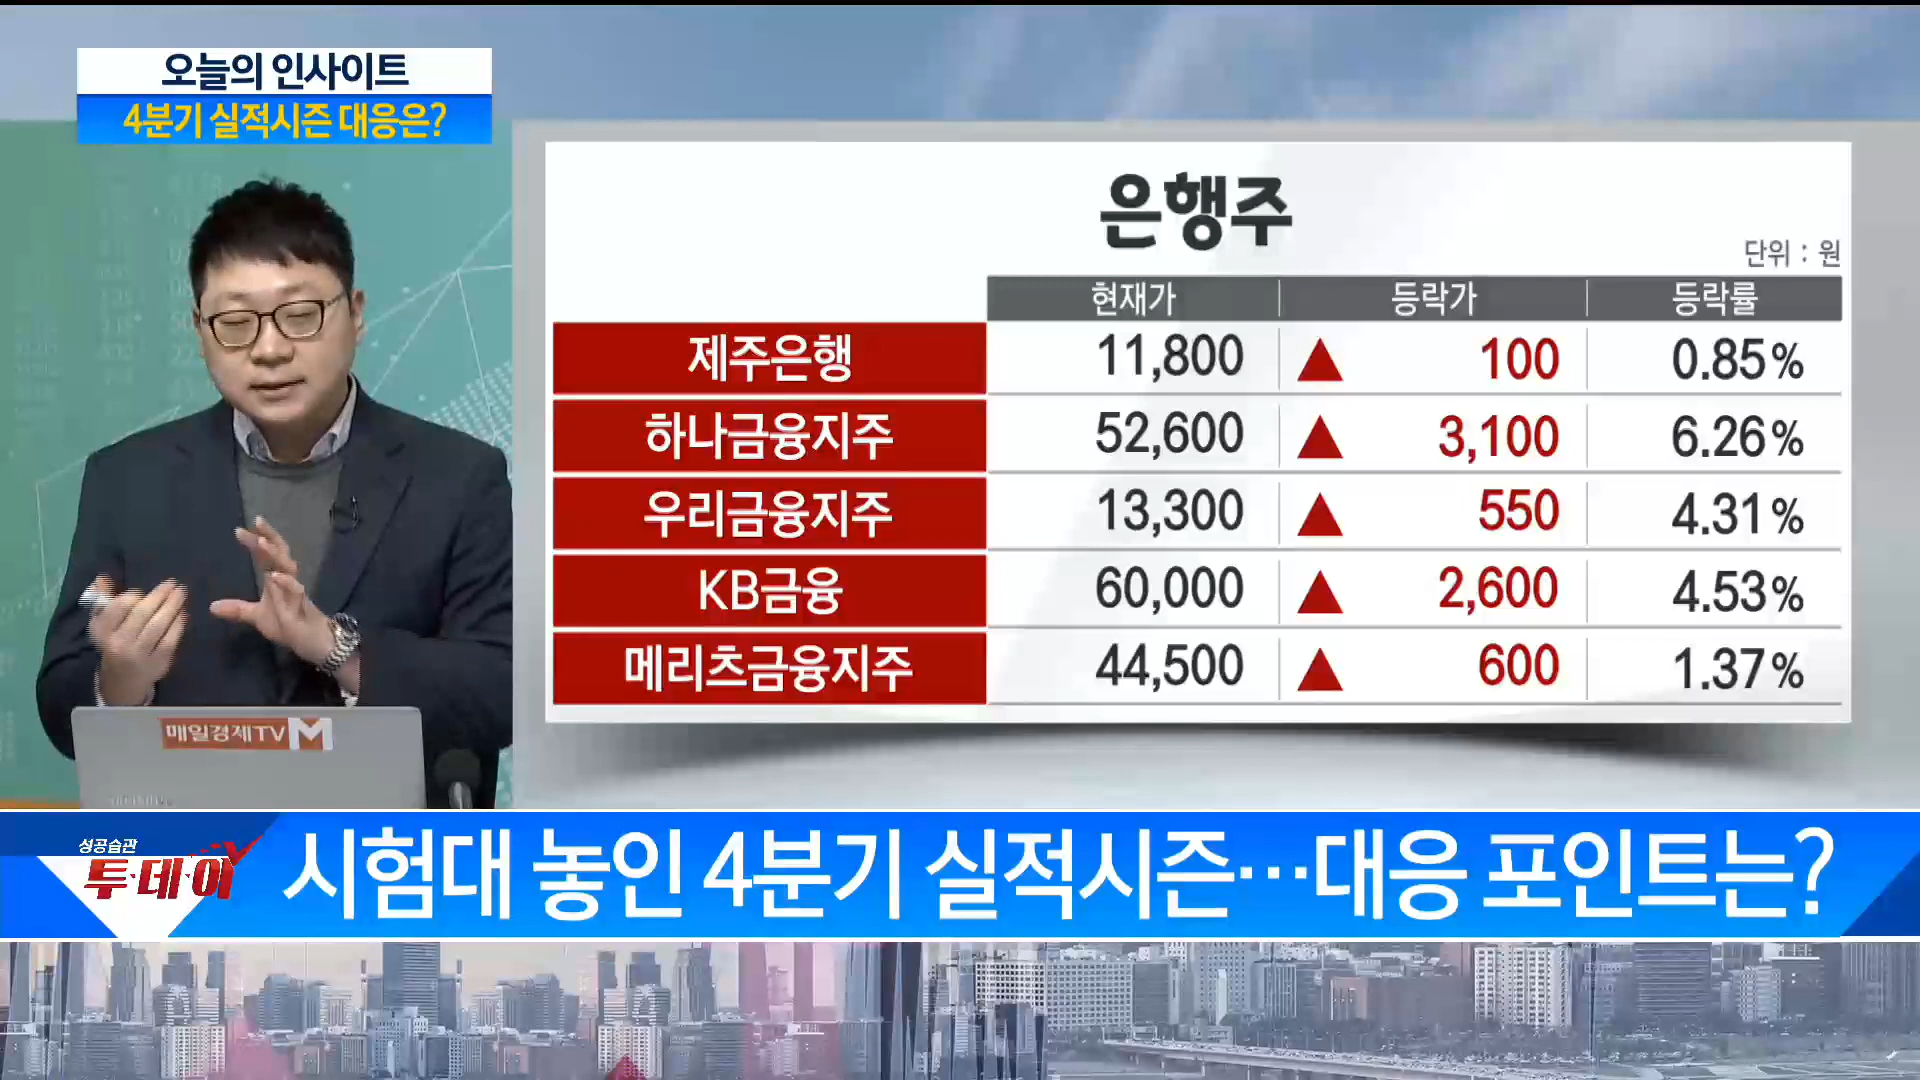 오늘의 인사이트
4분기 실적시즌 대응은?
은행주
단위 : 원
현재가 등락가 등락률
제주은행 11,800 ▲ 100 0.85%
하나금융지주 52,600 ▲ 3,100 6.26%
우리금융지주 13,300 ▲ 550 4.31%
KB금융 60,000 ▲ 2,600 4.53%
메리츠금융지주 44,500 ▲ 600 1.37%
매일경제TV M
성공습관
투데이
시험대 놓인 4분기 실적시즌…대응 포인트는?